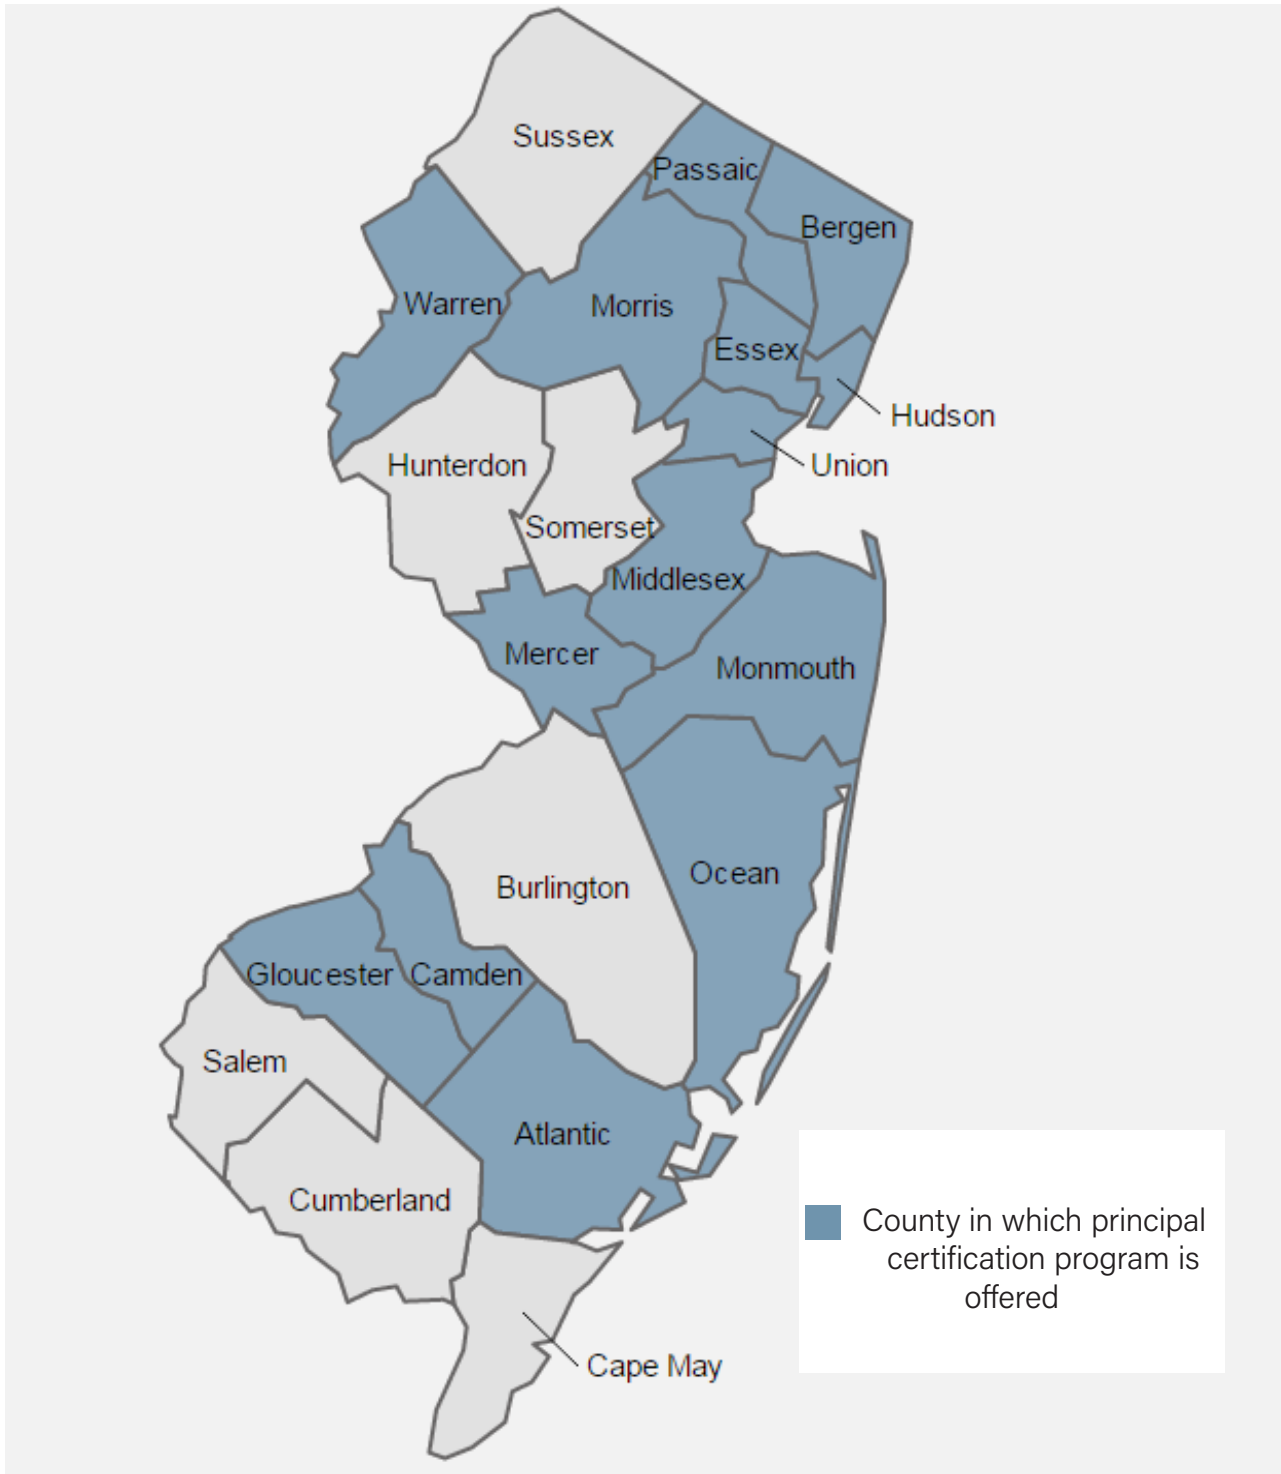 Sussex
Passaic
Bergen
Warren
Morris
Essex
Hudson
Union
Hunterdon
Somerset
Middlesex
Mercer
Monmouth
Ocean
Burlington
Gloucester
Camden
Salem
Atlantic
Cumberland
Cape May
County in which principal
certification program is
offered